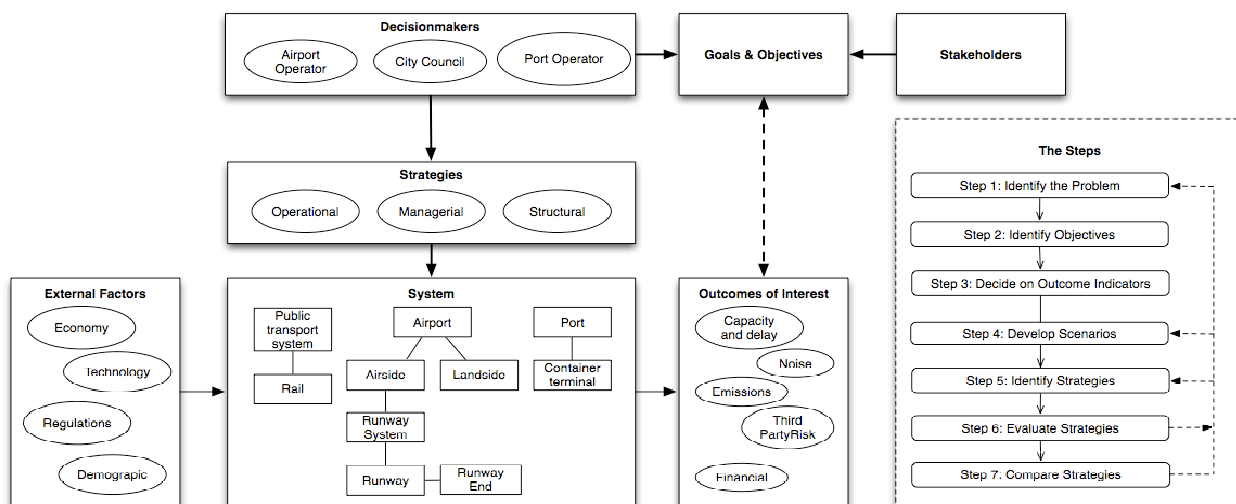 Decisionmakers
Airport
Operator
City Council
Port Operator
Goals & Objectives
Stakeholders
Strategies
Operational
Managerial
Structural
External Factors
Economy
Technology
Regulations
Demograpic
System
Public
transport
system
Rail
Airport
Airside
Landside
Runway
System
Runway
Runway
End
Port
Container
terminal
Outcomes of Interest
Capacity
and delay
Noise
Emissions
Third
PartyRisk
Financial
The Steps
Step 1: Identify the Problem
Step 2: Identify Objectives
Step 3: Decide on Outcome Indicators
Step 4: Develop Scenarios
Step 5: Identify Strategies
Step 6: Evaluate Strategies
Step 7: Compare Strategies